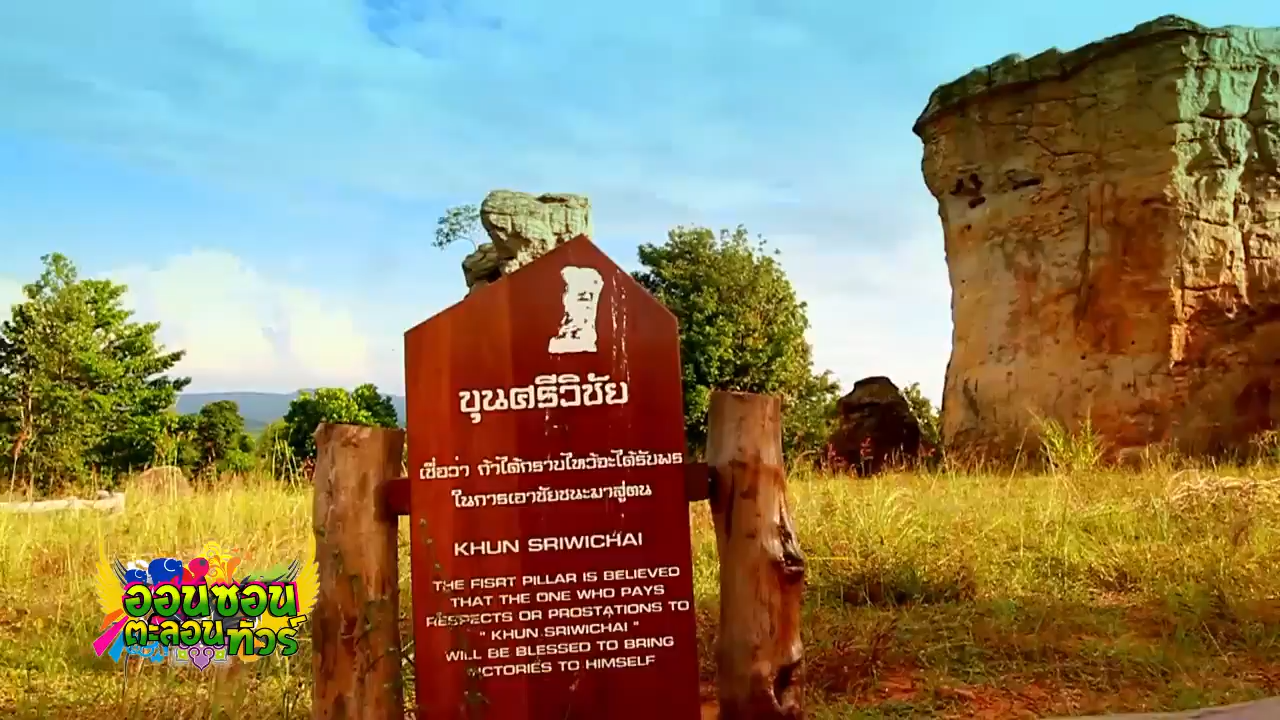 ขุนศรีวิชัย
เชื่อว่า ถ้าได้กราบไหว้จะได้รับพร
ในการเอาชัยชนะมาสู่ตน
KHUN SRIWICHAI
THE FISRT PILLAR IS BELIEVED
THAT THE ONE WHO PAYS
RESPECTS OR PROSTATIONS TO
" KHUN SRIWICHAI "
WILL BE BLESSED TO BRING
VICTORIES TO HIMSELF
ออนซอน
ตะลอนทัวร์